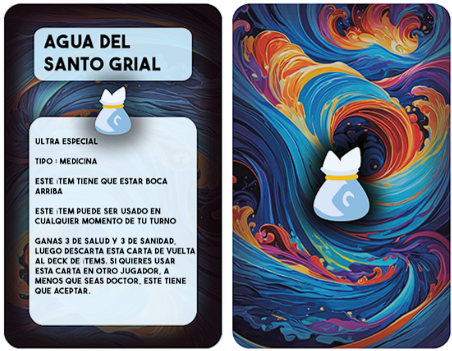 AGUA DEL
SANTO GRIAL
ULTRA ESPECIAL
TIPO : MEDICINA
ESTE ÍTEM TIENE QUE ESTAR BOCA
ARRIBA
ESTE ÍTEM PUEDE SER USADO EN
CUALQUIER MOMENTO DE TU TURNO
GANAS 3 DE SALUD Y 3 DE SANIDAD,
LUEGO DESCARTA ESTA CARTA DE VUELTA
AL DECK DE ÍTEMS. SI QUIERES USAR
ESTA CARTA EN OTRO JUGADOR, A
MENOS QUE SEAS DOCTOR, ESTE TIENE
QUE ACEPTAR.